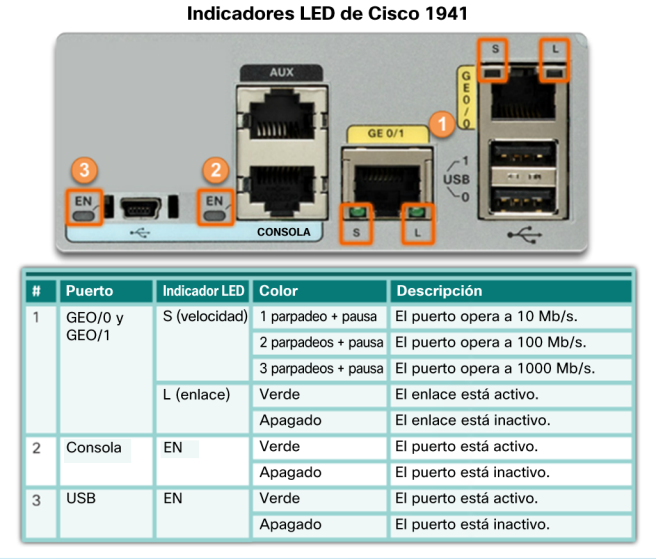 Indicadores LED de Cisco 1941
S L
AUX
GE 0/0
1
GE 0/1
3
2
1
USB
0
EN
EN
CONSOLA
S L
# Puerto Indicador LED Color Descripción
1 GEO/0 y GEO/1 S (velocidad) 1 parpadeo + pausa El puerto opera a 10 Mb/s.
2 parpadeos + pausa El puerto opera a 100 Mb/s.
3 parpadeos + pausa El puerto opera a 1000 Mb/s.
L (enlace) Verde El enlace está activo.
Apagado El enlace está inactivo.
2 Consola EN Verde El puerto está activo.
Apagado El puerto está inactivo.
3 USB EN Verde El puerto está activo.
Apagado El puerto está inactivo.